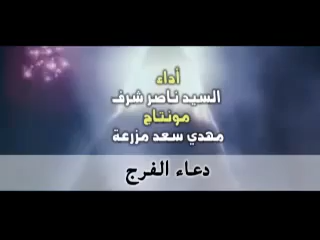 أداء
السيد ناصر شرف
مونتاج
مهدي سعد مزرعة
دعاء الفرج